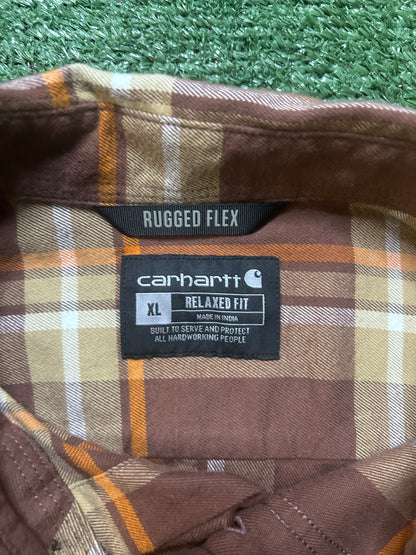 RUGGED FLEX
carhartt
XL
RELAXED FIT
MADE IN INDIA
BUILT TO SERVE AND PROTECT
ALL HARDWORKING PEOPLE